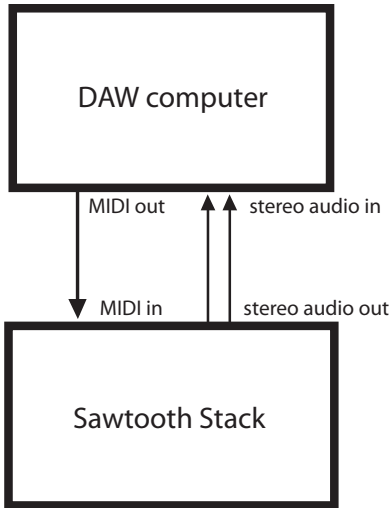 DAW computer
MIDI out
stereo audio in
MIDI in
stereo audio out
Sawtooth Stack